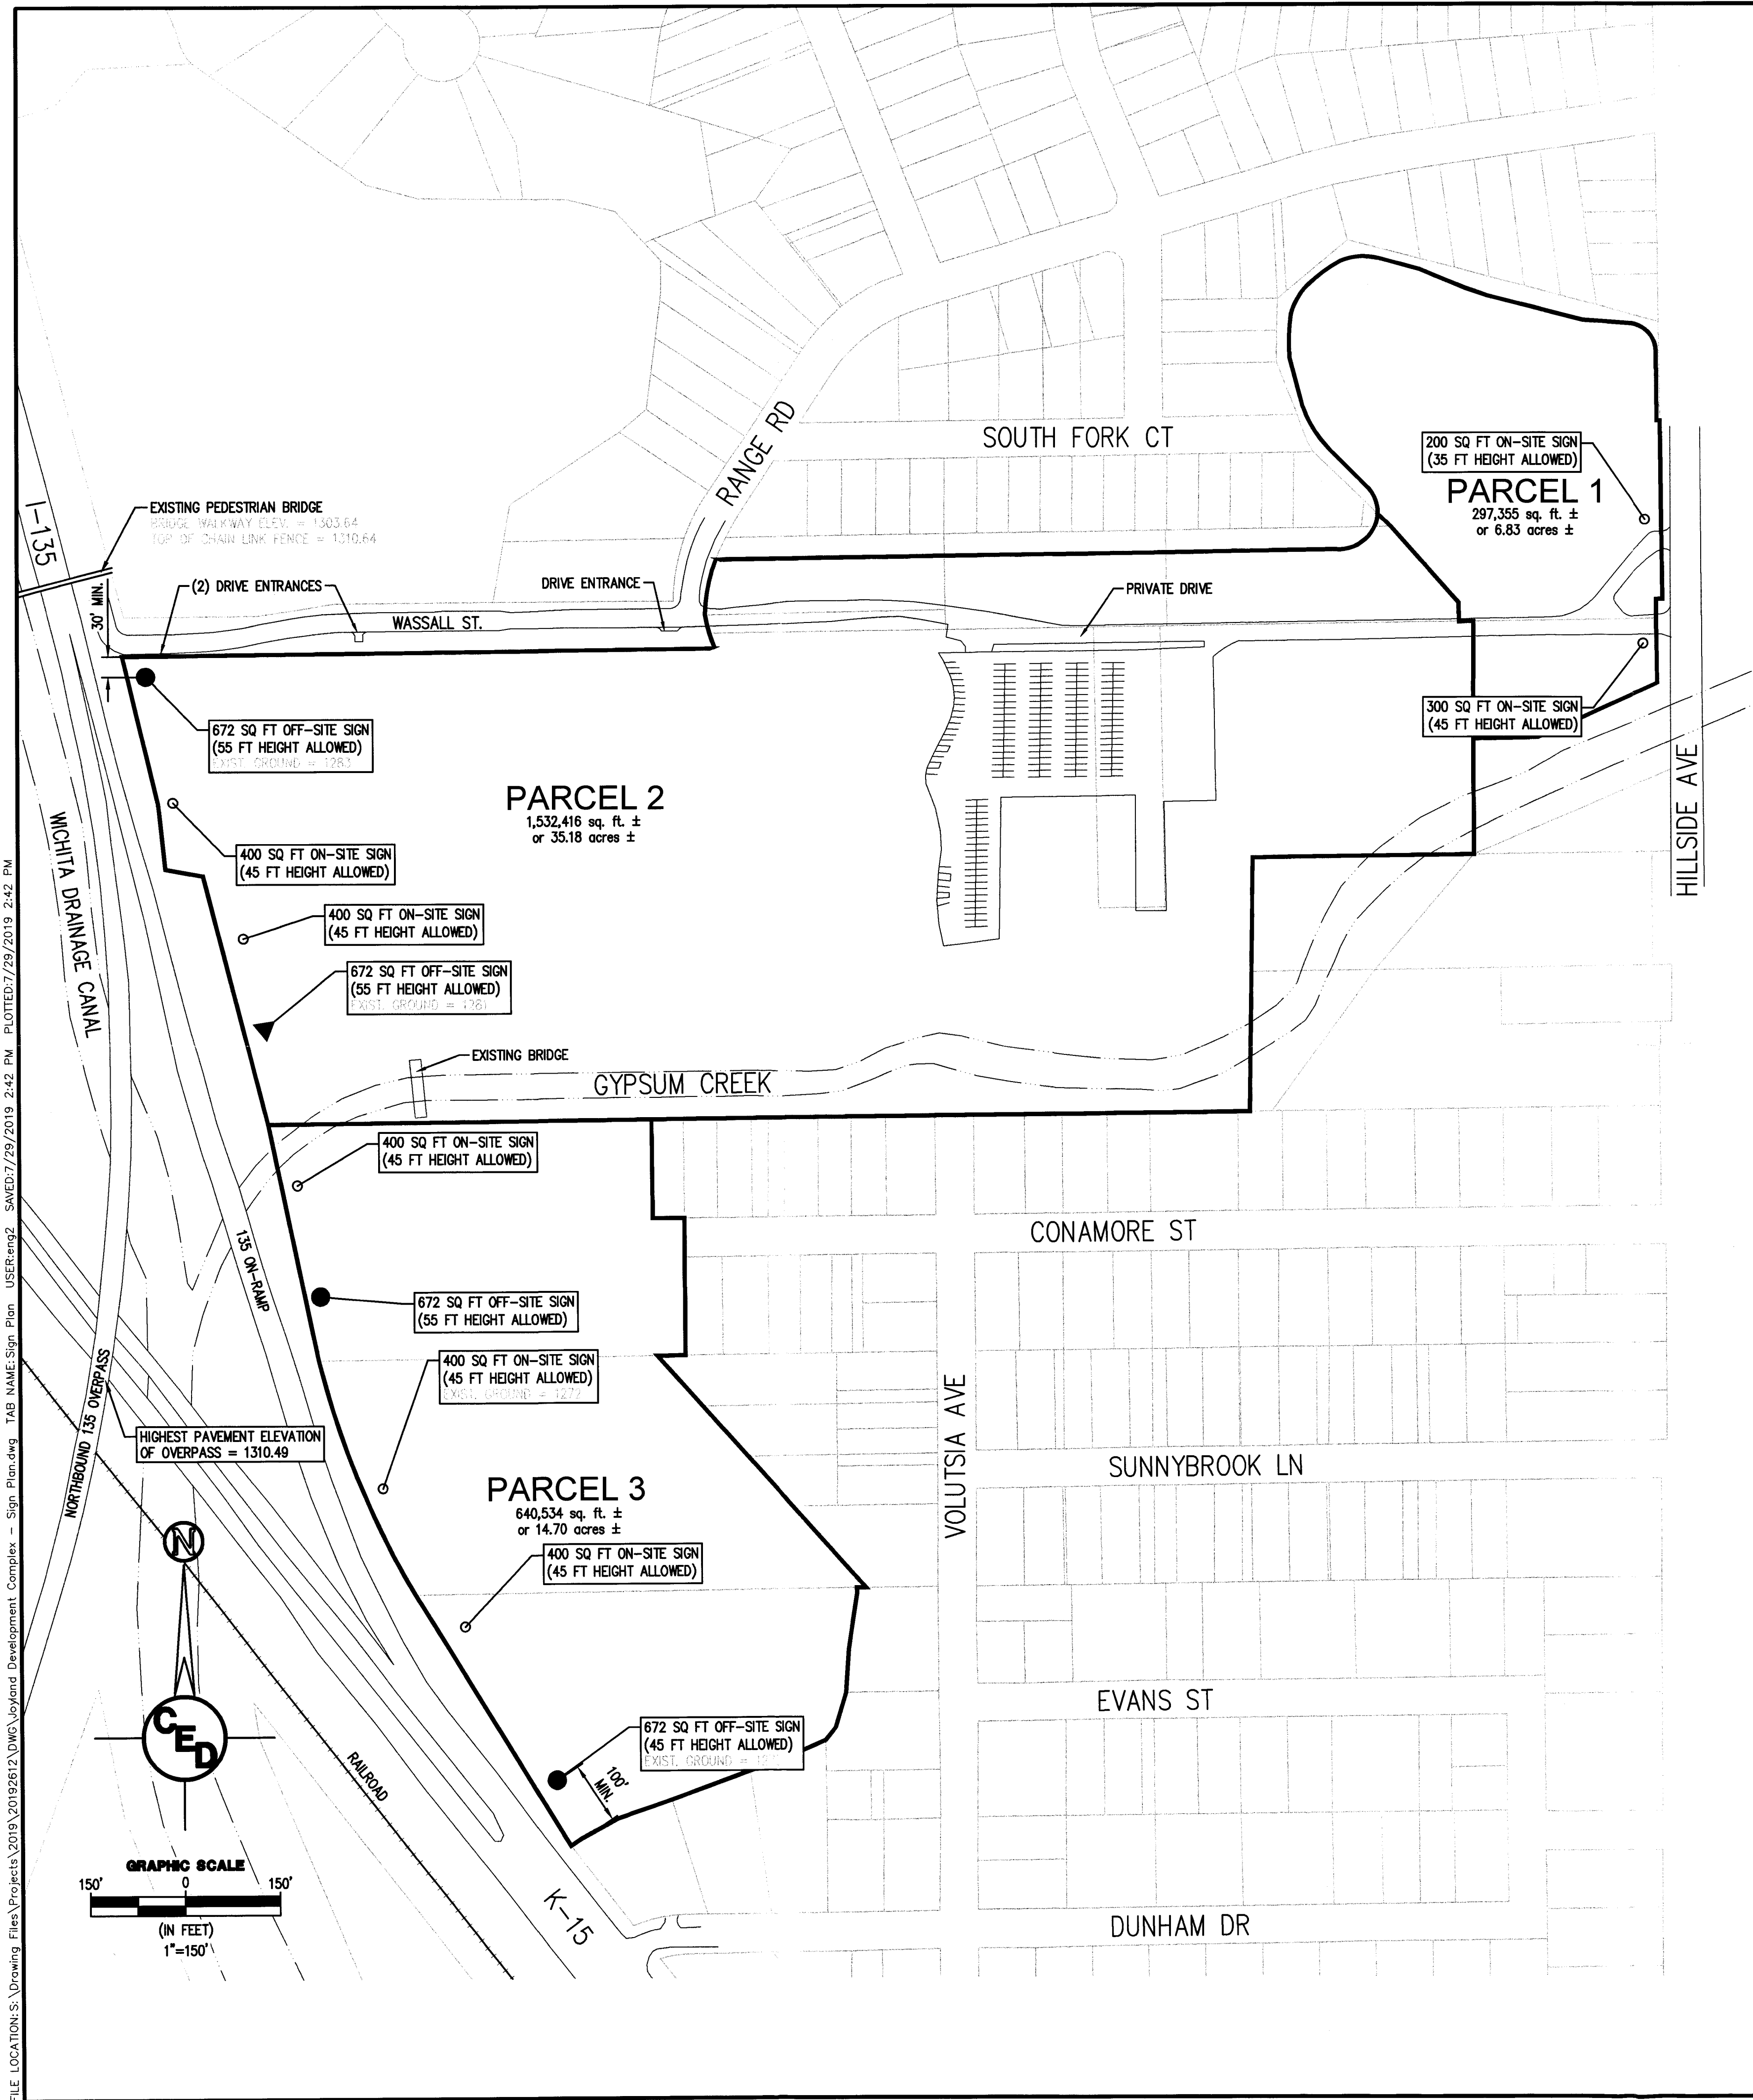 SOUTH FORK CT
RANGE RD
200 SQ FT ON-SITE SIGN
(35 FT HEIGHT ALLOWED)
PARCEL 1
297,355 sq. ft. ±
or 6.83 acres ±
I-135
EXISTING PEDESTRIAN BRIDGE
BRIDGE WALKWAY ELEV. = 1303.64
TOP OF CHAIN LINK FENCE = 1310.64
30' MIN.
(2) DRIVE ENTRANCES
DRIVE ENTRANCE
PRIVATE DRIVE
WASSALL ST.
672 SQ FT OFF-SITE SIGN
(55 FT HEIGHT ALLOWED)
EXIST. GROUND = 1283
300 SQ FT ON-SITE SIGN
(45 FT HEIGHT ALLOWED)
HILLSIDE AVE
PARCEL 2
1,532,416 sq. ft. ±
or 35.18 acres ±
WICHITA DRAINAGE CANAL
400 SQ FT ON-SITE SIGN
(45 FT HEIGHT ALLOWED)
400 SQ FT ON-SITE SIGN
(45 FT HEIGHT ALLOWED)
672 SQ FT OFF-SITE SIGN
(55 FT HEIGHT ALLOWED)
EXIST. GROUND = 1281
EXISTING BRIDGE
GYPSUM CREEK
400 SQ FT ON-SITE SIGN
(45 FT HEIGHT ALLOWED)
CONAMORE ST
135 ON-RAMP
672 SQ FT OFF-SITE SIGN
(55 FT HEIGHT ALLOWED)
400 SQ FT ON-SITE SIGN
(45 FT HEIGHT ALLOWED)
EXIST. GROUND = 1272
NORTHBOUND 135 OVERPASS
HIGHEST PAVEMENT ELEVATION
OF OVERPASS = 1310.49
VOLUTSIA AVE
SUNNYBROOK LN
PARCEL 3
640,534 sq. ft. ±
or 14.70 acres ±
400 SQ FT ON-SITE SIGN
(45 FT HEIGHT ALLOWED)
N
CED
EVANS ST
672 SQ FT OFF-SITE SIGN
(45 FT HEIGHT ALLOWED)
EXIST. GROUND =
100'
MIN.
RAILROAD
GRAPHIC SCALE
150' 0 150'
(IN FEET)
1"=150'
K-15
DUNHAM DR
FILE LOCATION: S:\Drawing Files\Projects\2019\20192612\DWG\Joyland Development Complex - Sign Plan.dwg TAB NAME: Sign Plan USER:eng2 SAVED:7/29/2019 2:42 PM PLOTTED:7/29/2019 2:42 PM